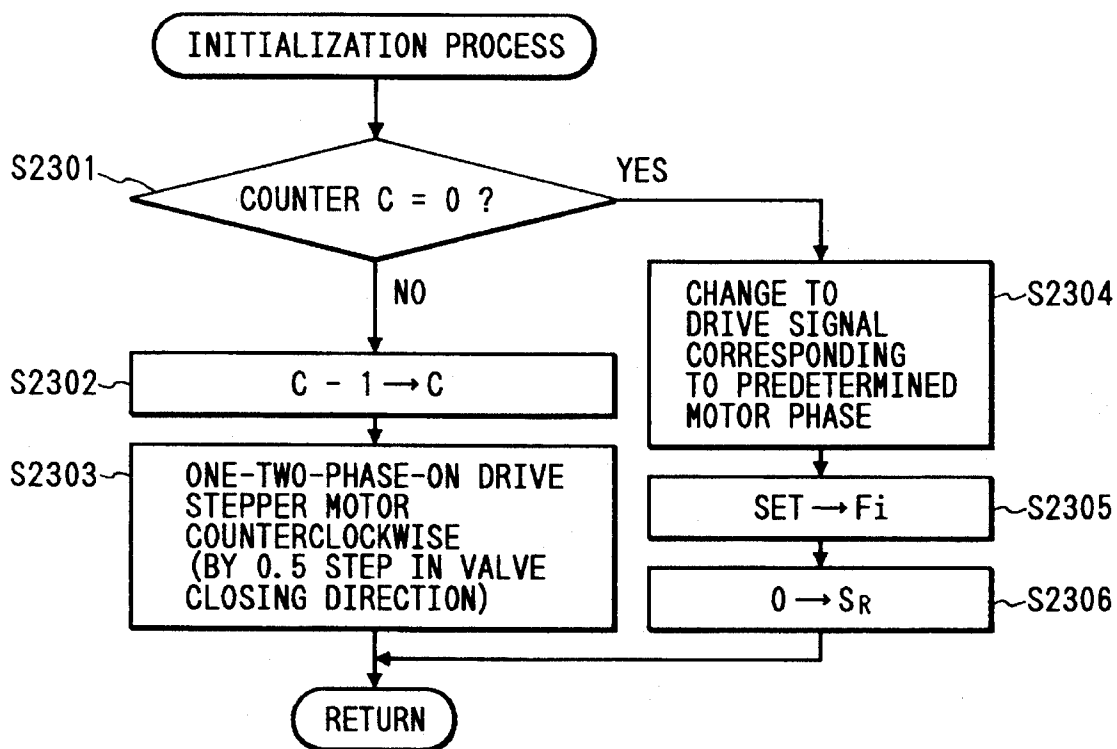 INITIALIZATION PROCESS
S2301
COUNTER C = 0 ?
YES
NO
S2302
C - 1 → C
S2303
ONE-TWO-PHASE-ON DRIVE
STEPPER MOTOR
COUNTERCLOCKWISE
(BY 0.5 STEP IN VALVE
CLOSING DIRECTION)
CHANGE TO
DRIVE SIGNAL
CORRESPONDING
TO PREDETERMINED
MOTOR PHASE
S2304
SET → Fi
S2305
0 → SR
S2306
RETURN